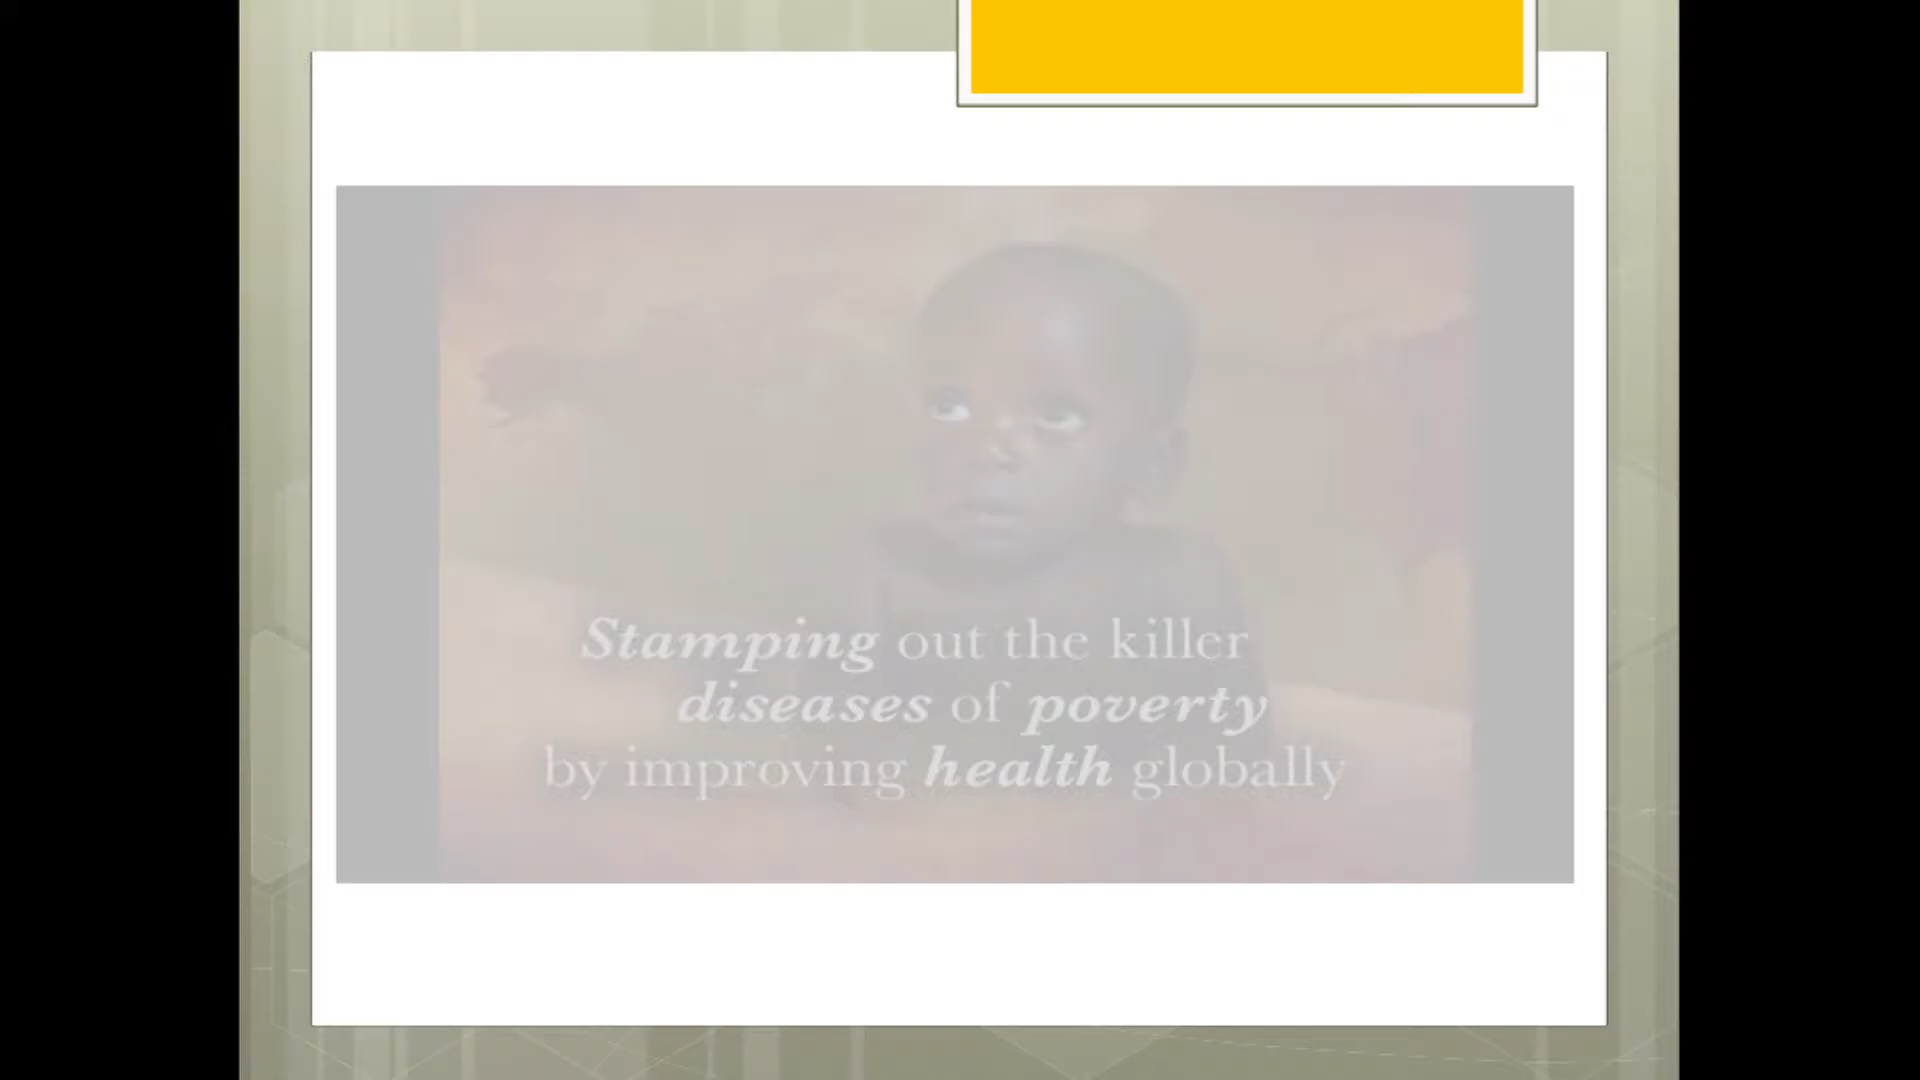 Stamping out the killer
diseases of poverty
by improving health globally